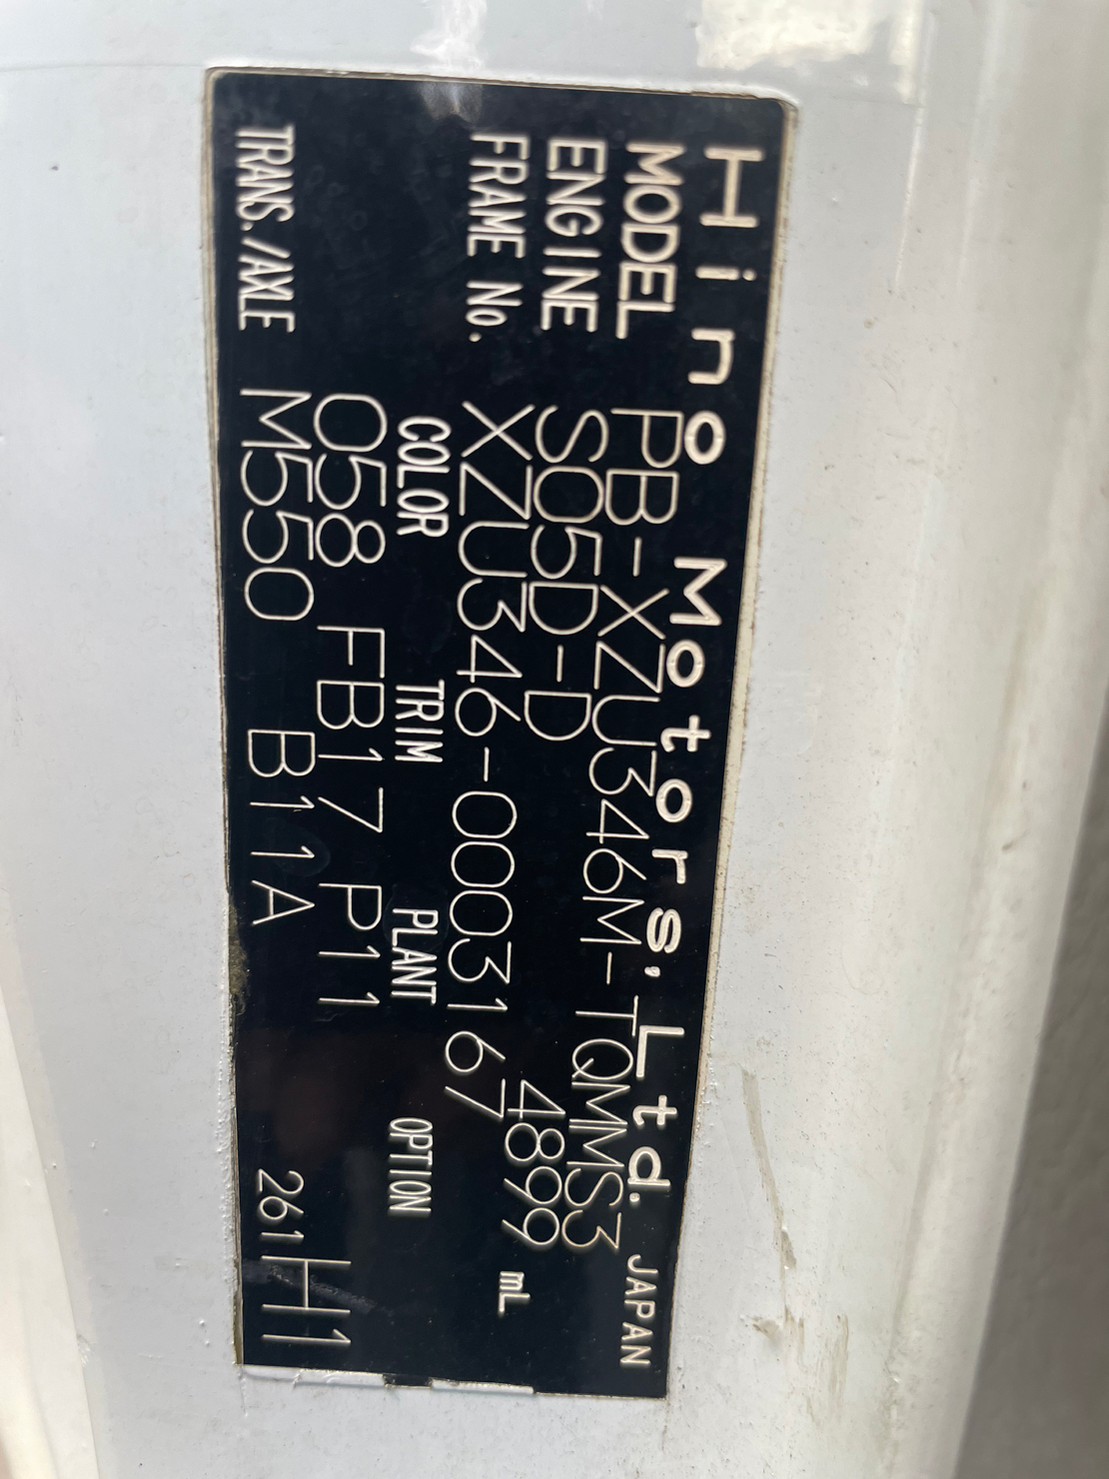 Hino Motors, Ltd. JAPAN
MODEL PB-XZU346M-TQMMS3
ENGINE S05D-D 4899 mL
FRAME No. XZU346-0003167
COLOR TRIM PLANT OPTION
058 FB17 P11
TRANS./AXLE M550 B11A 261H1